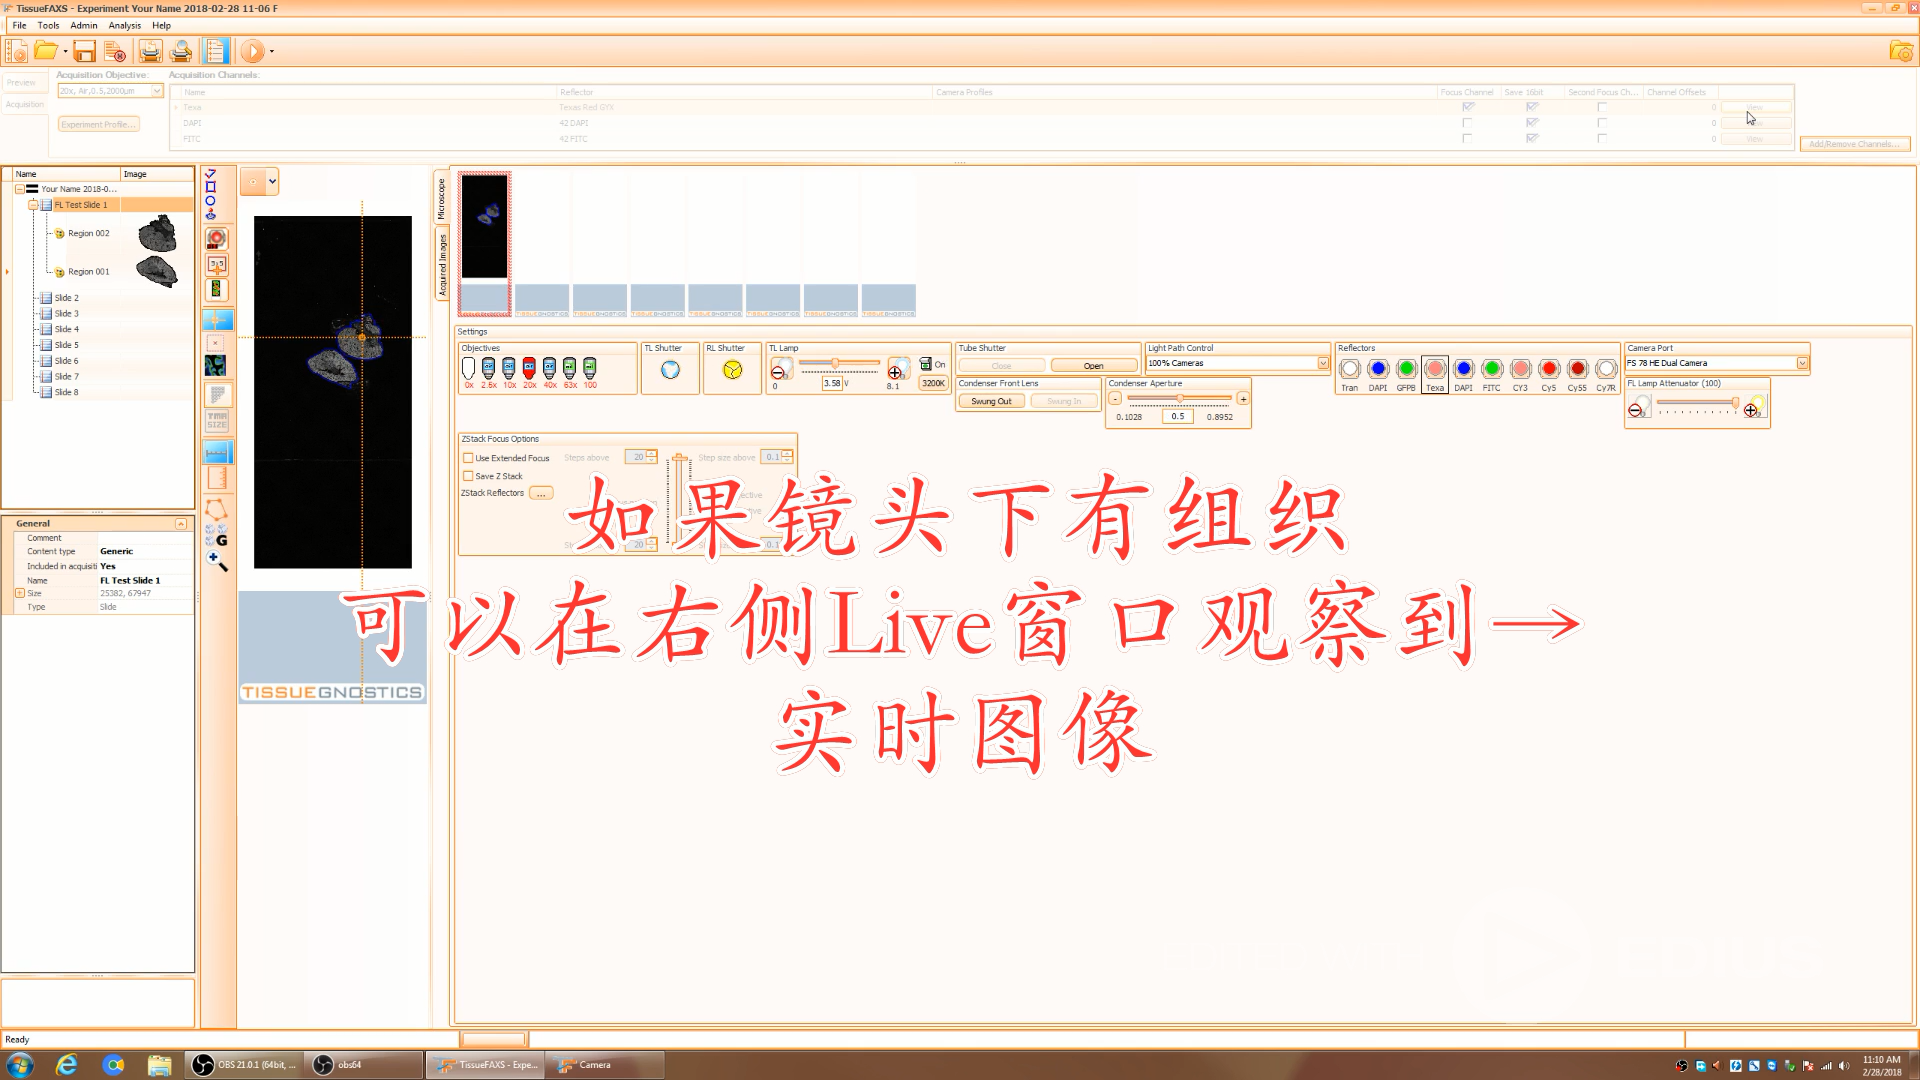 TissueFAXS - Experiment Your Name 2018-02-28 11-06 F
File Tools Admin Analysis Help
Preview
Acquisition
Acquisition Objective:
20x, Air,0.5,2000µm
Experiment Profile...
Acquisition Channels:
Name Reflector Camera Profiles Focus Channel Save 16bit Second Focus Ch... Channel Offsets
Texa Texas Red GYX 0 View
DAPI 42 DAPI 0
FITC 42 FITC 0 View
Add/Remove Channels...
Name Image
Your Name 2018-0...
FL Test Slide 1
Region 002
Region 001
Slide 2
Slide 3
Slide 4
Slide 5
Slide 6
Slide 7
Slide 8
General
Comment
Content type Generic
Included in acquisiti Yes
Name FL Test Slide 1
Size 25382, 67947
Type Slide
TMA
SIZE
G
TISSUEGNOSTICS
Microscope
Acquired Images
Settings
Objectives
0x 2.5x 10x 20x 40x 63x 100
TL Shutter
RL Shutter
TL Lamp
0 3.58 V 8.1 On 3200K
Tube Shutter
Close Open
Condenser Front Lens
Swung Out Swung In
Light Path Control
100% Cameras
Condenser Aperture
- +
0.1028 0.5 0.8952
Reflectors
Tran DAPI GFPB Texa DAPI FITC CY3 Cy5 Cy55 Cy7R
Camera Port
FS 78 HE Dual Camera
FL Lamp Attenuator (100)
ZStack Focus Options
Use Extended Focus Steps above 20 Step size above 0.1
Save Z Stack
ZStack Reflectors ...
20 0.1
如果镜头下有组织
可以在右侧Live窗口观察到→
实时图像
Ready
OBS 21.0.1 (64bit, ...
obs64
TissueFAXS - Expe...
Camera
11:10 AM
2/28/2018